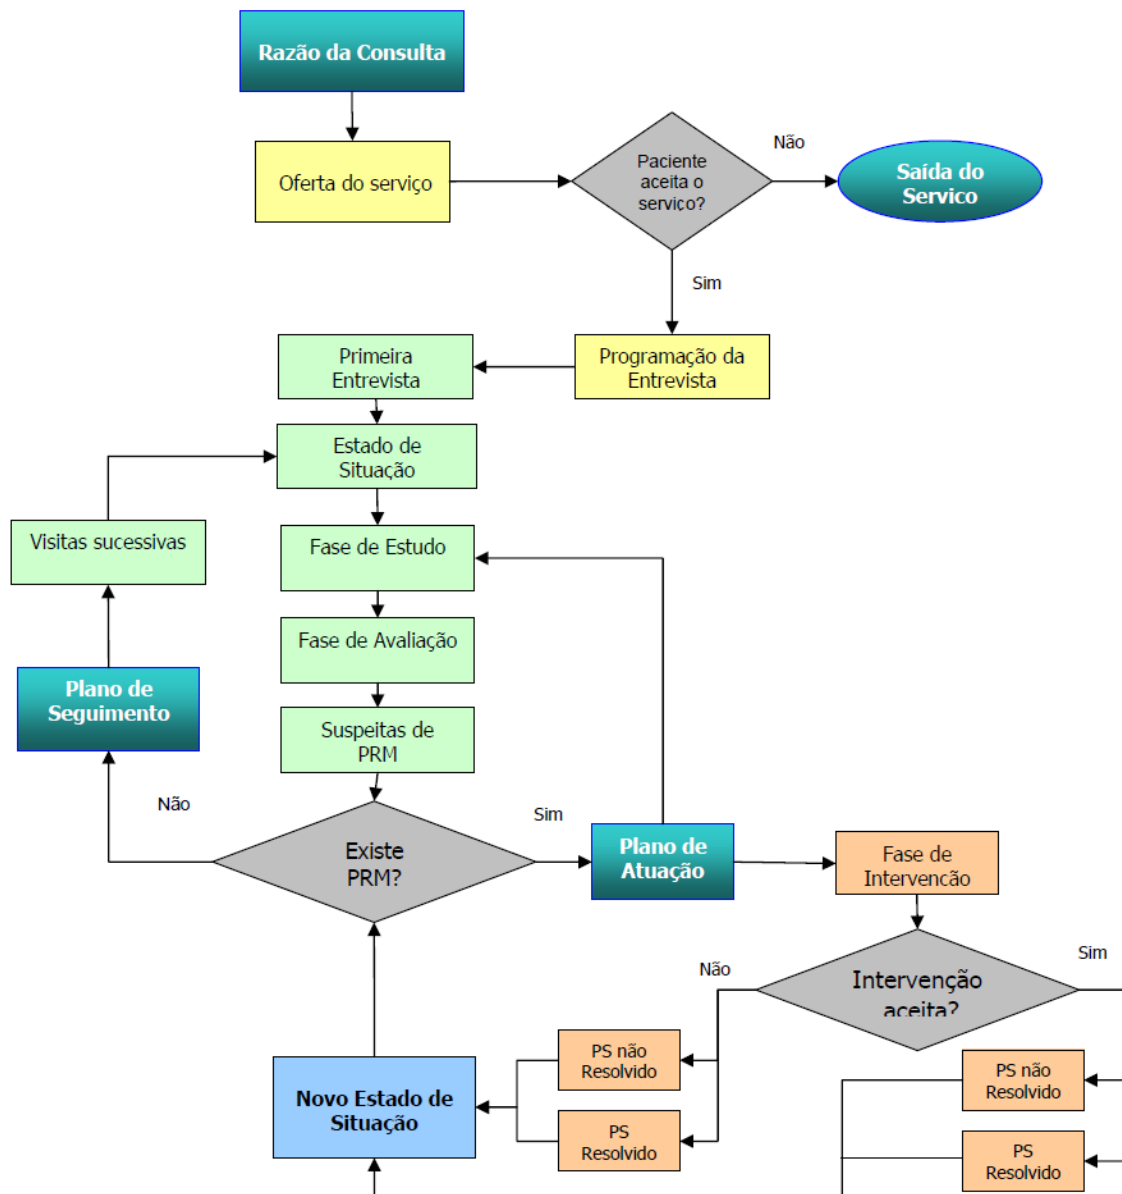 Razão da Consulta
Oferta do serviço
Paciente
aceita o
serviço?
Não
Saída do
Servico
Sim
Programação da
Entrevista
Primeira
Entrevista
Estado de
Situação
Visitas sucessivas
Fase de Estudo
Fase de Avaliação
Plano de
Seguimento
Suspeitas de
PRM
Não
Existe
PRM?
Sim
Plano de
Atuação
Fase de
Intervencão
Não
Intervenção
aceita?
Sim
PS não
Resolvido
PS
Resolvido
Novo Estado de
Situação
PS não
Resolvido
PS
Resolvido